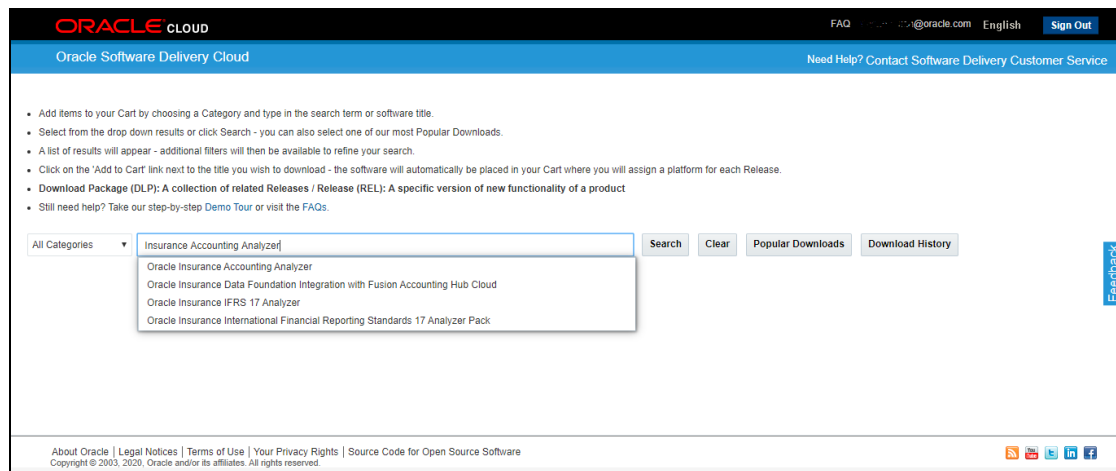 ORACLE CLOUD
FAQ @oracle.com English Sign Out
Oracle Software Delivery Cloud
Need Help? Contact Software Delivery Customer Service
• Add items to your Cart by choosing a Category and type in the search term or software title.
• Select from the drop down results or click Search - you can also select one of our most Popular Downloads.
• A list of results will appear - additional filters will then be available to refine your search.
• Click on the 'Add to Cart' link next to the title you wish to download - the software will automatically be placed in your Cart where you will assign a platform for each Release.
• Download Package (DLP): A collection of related Releases / Release (REL): A specific version of new functionality of a product
• Still need help? Take our step-by-step Demo Tour or visit the FAQs.
All Categories Insurance Accounting Analyzer Search Clear Popular Downloads Download History
Oracle Insurance Accounting Analyzer
Oracle Insurance Data Foundation Integration with Fusion Accounting Hub Cloud
Oracle Insurance IFRS 17 Analyzer
Oracle Insurance International Financial Reporting Standards 17 Analyzer Pack
Feedback
About Oracle | Legal Notices | Terms of Use | Your Privacy Rights | Source Code for Open Source Software
Copyright © 2003, 2020, Oracle and/or its affiliates. All rights reserved.
You Tube
in f